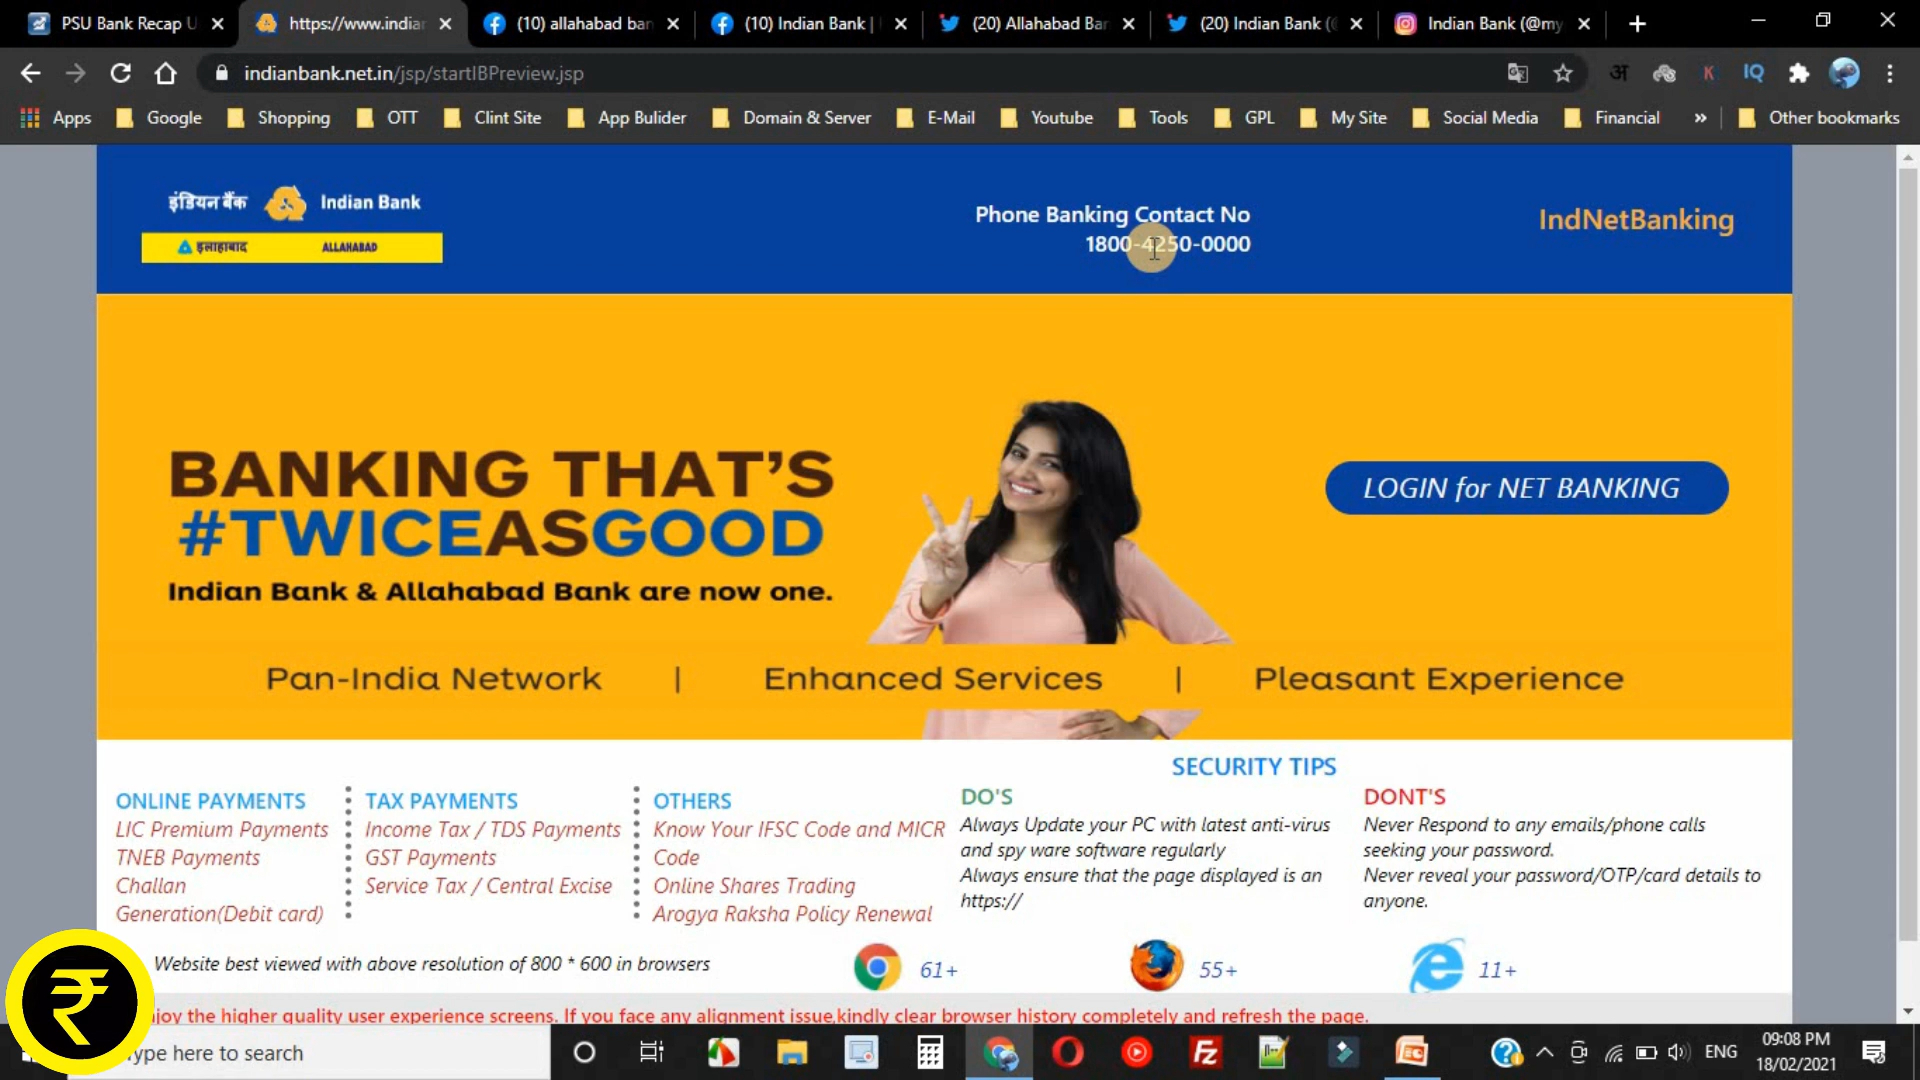 PSU Bank Recap U
https://www.indiar
(10) allahabad ban
(10) Indian Bank |
(20) Allahabad Bar
(20) Indian Bank (
Indian Bank (@my
indianbank.net.in/jsp/startIBPreview.jsp
अ K IQ
Apps Google Shopping OTT Clint Site App Bulider Domain & Server E-Mail Youtube Tools GPL My Site Social Media Financial » Other bookmarks
इंडियन बैंक Indian Bank
इलाहाबाद ALLAHABAD
Phone Banking Contact No
1800-4250-0000
IndNetBanking
BANKING THAT'S
#TWICEASGOOD
Indian Bank & Allahabad Bank are now one.
LOGIN for NET BANKING
Pan-India Network | Enhanced Services | Pleasant Experience
ONLINE PAYMENTS
LIC Premium Payments
TNEB Payments
Challan
Generation(Debit card)
TAX PAYMENTS
Income Tax / TDS Payments
GST Payments
Service Tax / Central Excise
OTHERS
Know Your IFSC Code and MICR
Code
Online Shares Trading
Arogya Raksha Policy Renewal
SECURITY TIPS
DO'S
Always Update your PC with latest anti-virus
and spy ware software regularly
Always ensure that the page displayed is an
https://
DONT'S
Never Respond to any emails/phone calls
seeking your password.
Never reveal your password/OTP/card details to
anyone.
Website best viewed with above resolution of 800 * 600 in browsers
61+ 55+ 11+
joy the higher quality user experience screens. If you face any alignment issue,kindly clear browser history completely and refresh the page.
₹
ype here to search
ENG
09:08 PM
18/02/2021